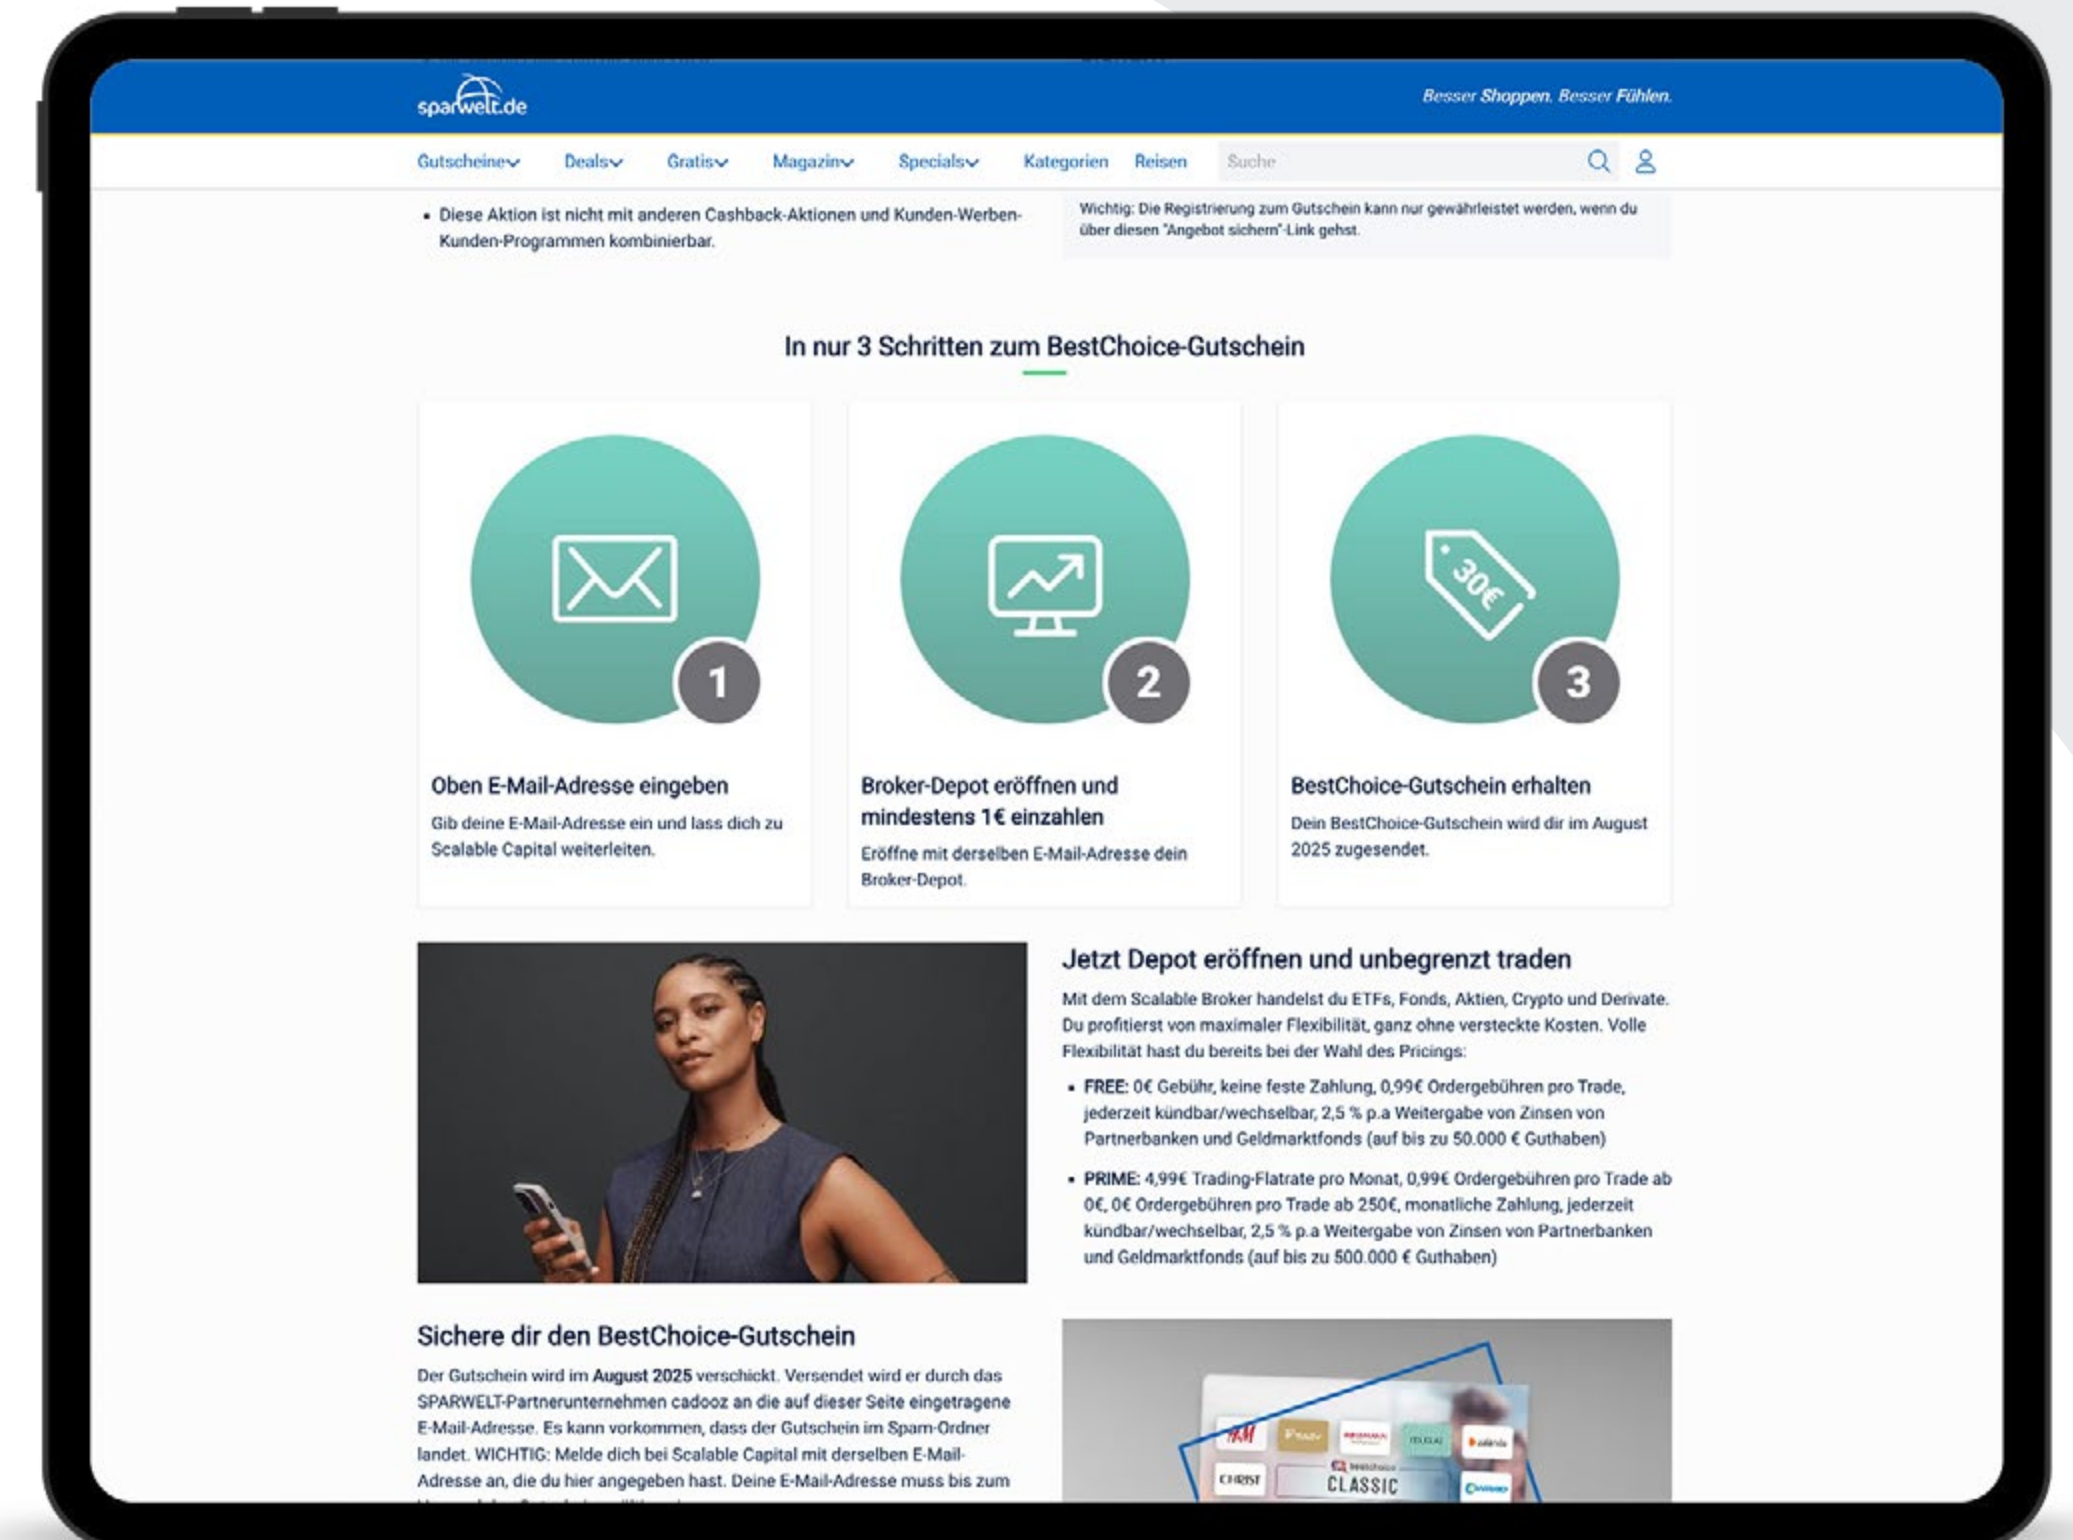 sparwelt.de
Besser Shoppen. Besser Fühlen.
Gutscheine
Deals
Gratis
Magazin
Specials
Kategorien
Reisen
Suche
• Diese Aktion ist nicht mit anderen Cashback-Aktionen und Kunden-Werben-
Kunden-Programmen kombinierbar.
Wichtig: Die Registrierung zum Gutschein kann nur gewährleistet werden, wenn du
über diesen "Angebot sichern"-Link gehst.
In nur 3 Schritten zum BestChoice-Gutschein
1
Oben E-Mail-Adresse eingeben
Gib deine E-Mail-Adresse ein und lass dich zu
Scalable Capital weiterleiten.
2
Broker-Depot eröffnen und
mindestens 1€ einzahlen
Eröffne mit derselben E-Mail-Adresse dein
Broker-Depot.
30€
3
BestChoice-Gutschein erhalten
Dein BestChoice-Gutschein wird dir im August
2025 zugesendet.
Jetzt Depot eröffnen und unbegrenzt traden
Mit dem Scalable Broker handelst du ETFs, Fonds, Aktien, Crypto und Derivate.
Du profitierst von maximaler Flexibilität, ganz ohne versteckte Kosten. Volle
Flexibilität hast du bereits bei der Wahl des Pricings:
• FREE: 0€ Gebühr, keine feste Zahlung, 0,99€ Ordergebühren pro Trade,
jederzeit kündbar/wechselbar, 2,5 % p.a Weitergabe von Zinsen von
Partnerbanken und Geldmarktfonds (auf bis zu 50.000 € Guthaben)
• PRIME: 4,99€ Trading-Flatrate pro Monat, 0,99€ Ordergebühren pro Trade ab
0€, 0€ Ordergebühren pro Trade ab 250€, monatliche Zahlung, jederzeit
kündbar/wechselbar, 2,5 % p.a Weitergabe von Zinsen von Partnerbanken
und Geldmarktfonds (auf bis zu 500.000 € Guthaben)
Sichere dir den BestChoice-Gutschein
Der Gutschein wird im August 2025 verschickt. Versendet wird er durch das
SPARWELT-Partnerunternehmen cadooz an die auf dieser Seite eingetragene
E-Mail-Adresse. Es kann vorkommen, dass der Gutschein im Spam-Ordner
landet. WICHTIG: Melde dich bei Scalable Capital mit derselben E-Mail-
Adresse an, die du hier angegeben hast. Deine E-Mail-Adresse muss bis zum
H&M
CHRIST
bestchoice
CLASSIC